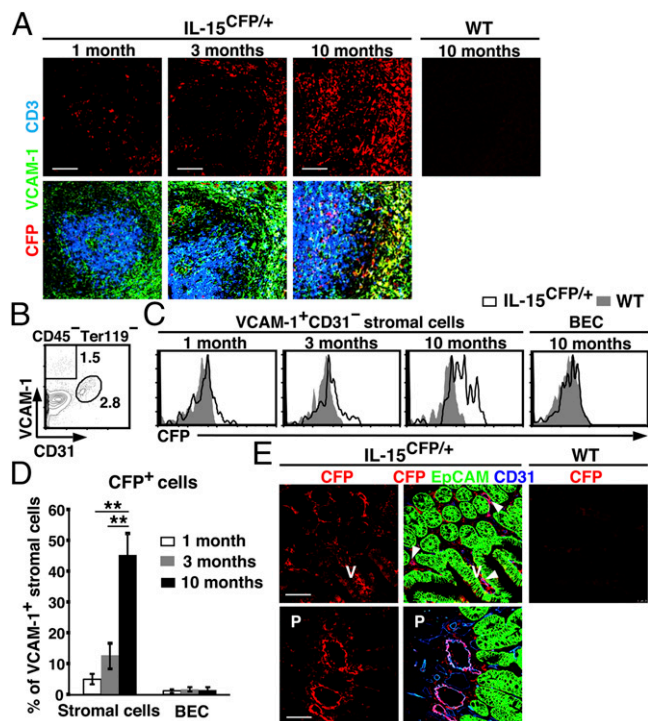 A
IL-15CFP/+ WT
1 month 3 months 10 months 10 months
CFP VCAM-1 CD3
B
CD45−Ter119−
1.5
2.8
VCAM-1
CD31
C
IL-15CFP/+ WT
VCAM-1+CD31− stromal cells BEC
1 month 3 months 10 months 10 months
CFP
D
CFP+ cells
**
**
1 month
3 months
10 months
% of VCAM-1+ stromal cells
60
50
40
30
20
10
0
Stromal cells BEC
E
IL-15CFP/+ WT
CFP CFP EpCAM CD31 CFP
V V
P P